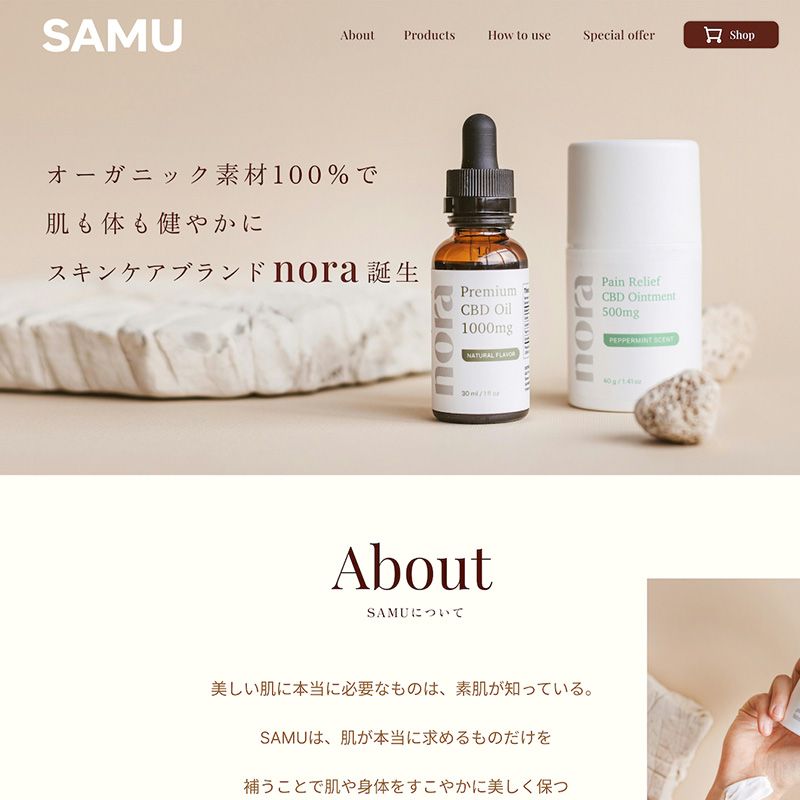 SAMU
About Products How to use Special offer Shop
オーガニック素材100%で
肌も体も健やかに
スキンケアブランドnora誕生
nora
Premium
CBD Oil
1000mg
NATURAL FLAVOR
30 ml / 1 fl oz
nora
Pain Relief
CBD Ointment
500mg
PEPPERMINT SCENT
40 g / 1.41oz
About
SAMUについて
美しい肌に本当に必要なものは、素肌が知っている。
SAMUは、肌が本当に求めるものだけを
補うことで肌や身体をすこやかに美しく保つ